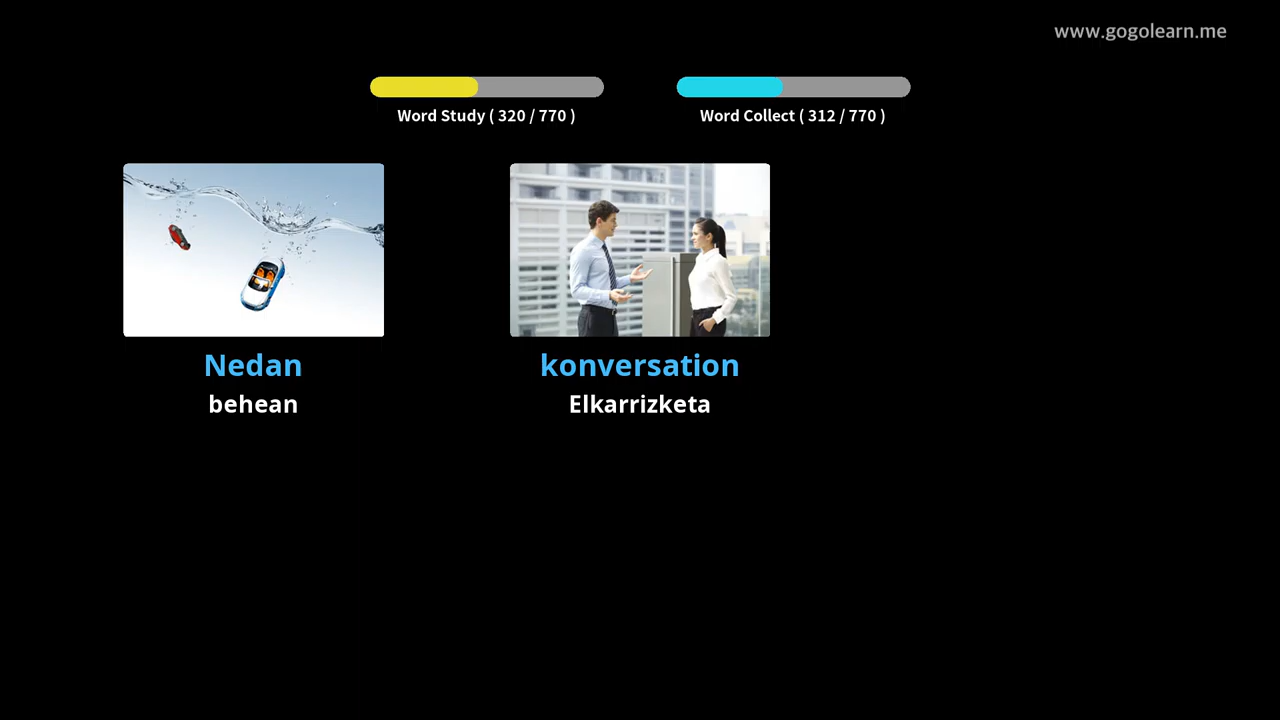 www.gogolearn.me
Word Study ( 320 / 770 )
Word Collect ( 312 / 770 )
Nedan
behean
konversation
Elkarrizketa